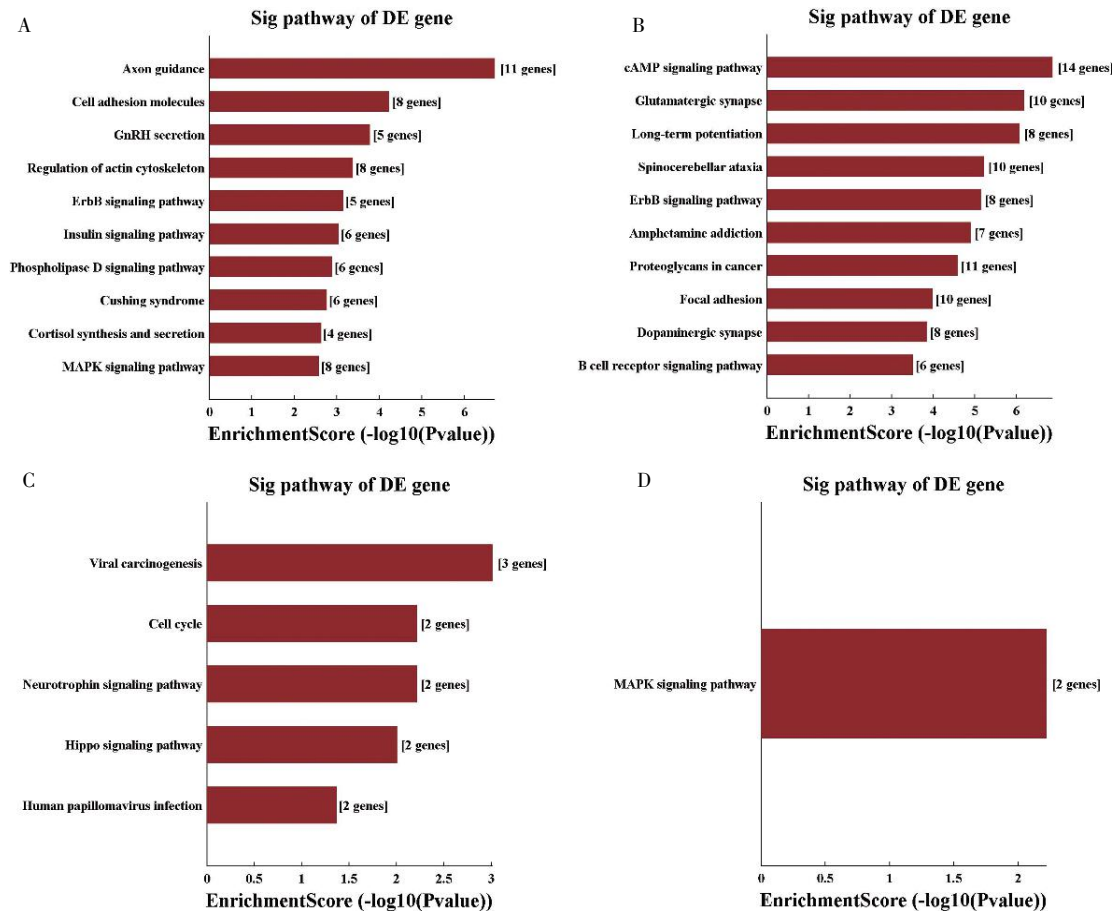 A
Sig pathway of DE gene
Axon guidance
[11 genes]
Cell adhesion molecules
[8 genes]
GnRH secretion
[5 genes]
Regulation of actin cytoskeleton
[8 genes]
ErbB signaling pathway
[5 genes]
Insulin signaling pathway
[6 genes]
Phospholipase D signaling pathway
[6 genes]
Cushing syndrome
[6 genes]
Cortisol synthesis and secretion
[4 genes]
MAPK signaling pathway
[8 genes]
0 1 2 3 4 5 6
EnrichmentScore (-log10(Pvalue))
B
Sig pathway of DE gene
cAMP signaling pathway
[14 genes]
Glutamatergic synapse
[10 genes]
Long-term potentiation
[8 genes]
Spinocerebellar ataxia
[10 genes]
ErbB signaling pathway
[8 genes]
Amphetamine addiction
[7 genes]
Proteoglycans in cancer
[11 genes]
Focal adhesion
[10 genes]
Dopaminergic synapse
[8 genes]
B cell receptor signaling pathway
[6 genes]
0 1 2 3 4 5 6
EnrichmentScore (-log10(Pvalue))
C
Sig pathway of DE gene
Viral carcinogenesis
[3 genes]
Cell cycle
[2 genes]
Neurotrophin signaling pathway
[2 genes]
Hippo signaling pathway
[2 genes]
Human papillomavirus infection
[2 genes]
0 0.5 1 1.5 2 2.5 3
EnrichmentScore (-log10(Pvalue))
D
Sig pathway of DE gene
MAPK signaling pathway
[2 genes]
0 0.5 1 1.5 2
EnrichmentScore (-log10(Pvalue))